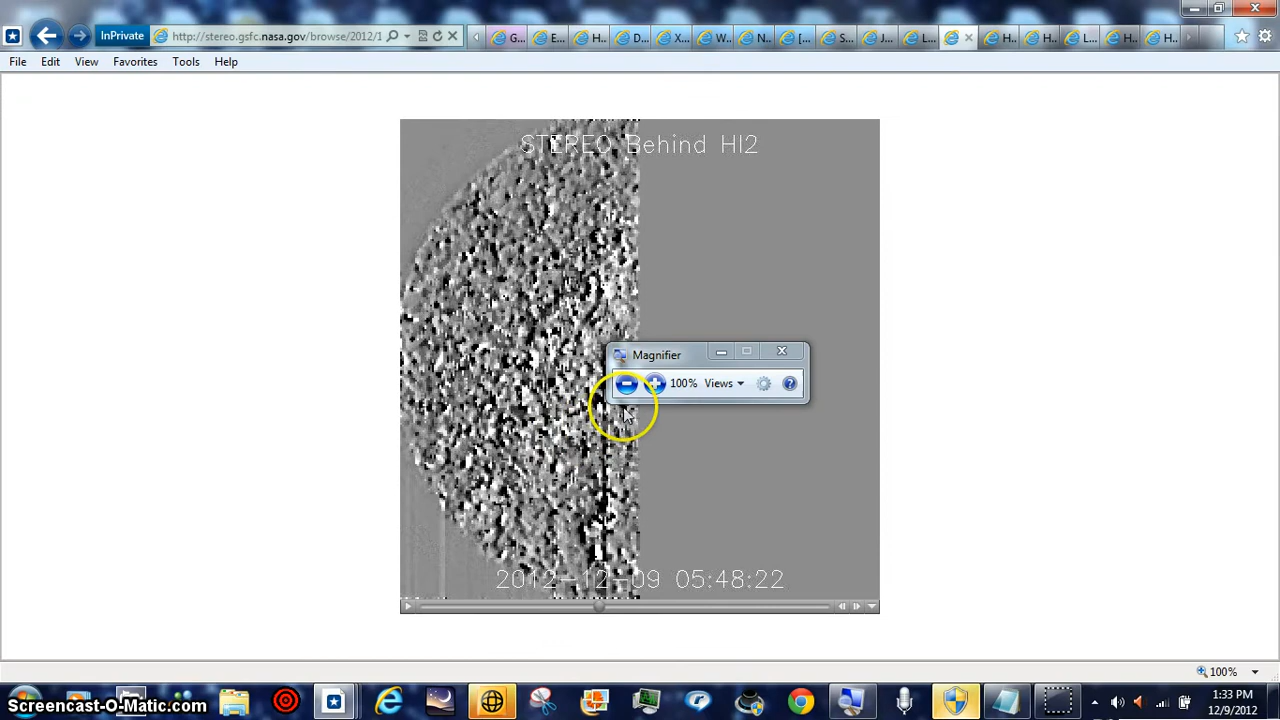 InPrivate
http://stereo.gsfc.nasa.gov/browse/2012/1
G...
E...
H..
D...
X...
W..
N..
[...
S..
J...
L...
H..
H..
L...
H..
H..
File Edit View Favorites Tools Help
STEREO Behind HI2
Magnifier
100% Views
2012-12-09 05:48:22
100%
Screencast-O-Matic.com
1:33 PM
12/9/2012